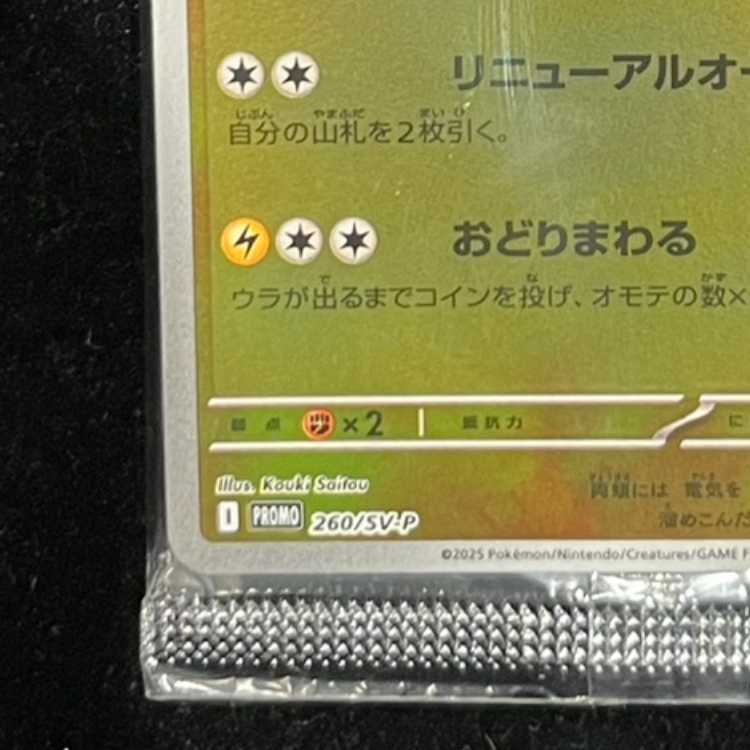 リニューアルオー
自分の山札を2枚引く。
おどりまわる
ウラが出るまでコインを投げ、オモテの数×
弱点 ×2 抵抗力 に
Illus. Kouki Saitou
両頬には 電気を
I PROMO 260/SV-P
溜めこんだ
©2025 Pokémon/Nintendo/Creatures/GAME F